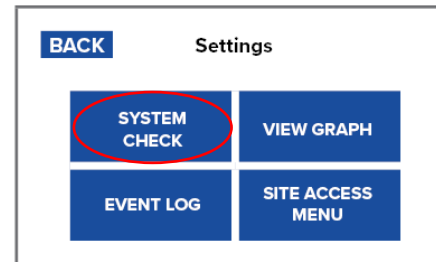 BACK
Settings
SYSTEM
CHECK
VIEW GRAPH
EVENT LOG
SITE ACCESS
MENU